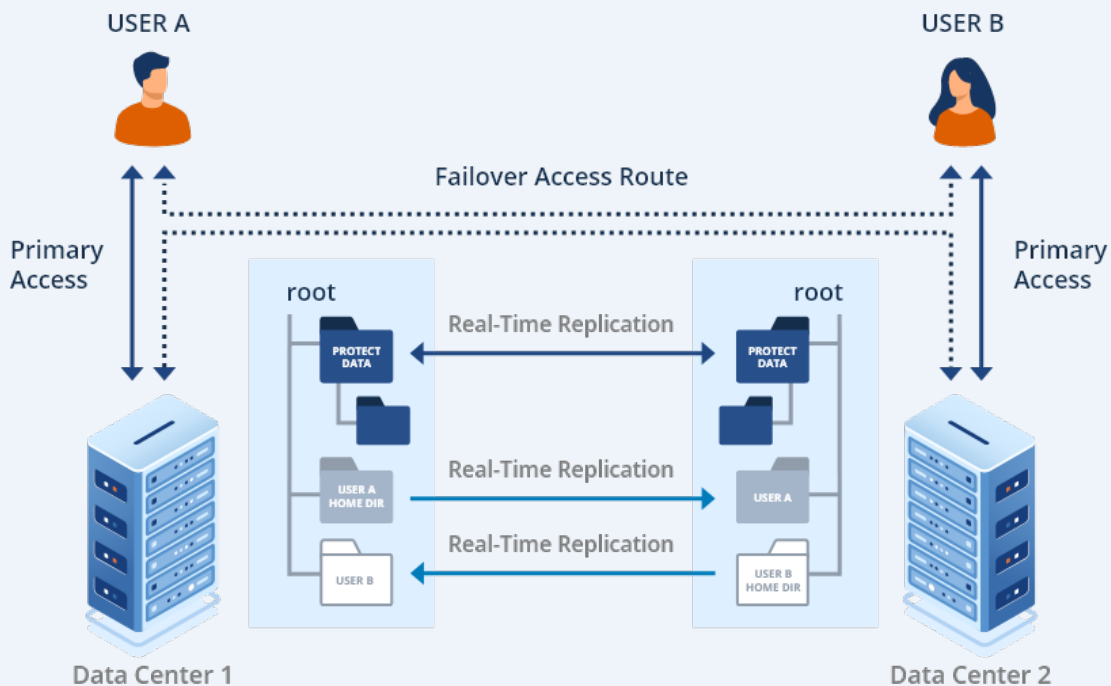 USER A
USER B
Failover Access Route
Primary
Access
Primary
Access
root
root
Real-Time Replication
PROTECT
DATA
PROTECT
DATA
Real-Time Replication
USER A
HOME DIR
USER A
Real-Time Replication
USER B
USER B
HOME DIR
Data Center 1
Data Center 2